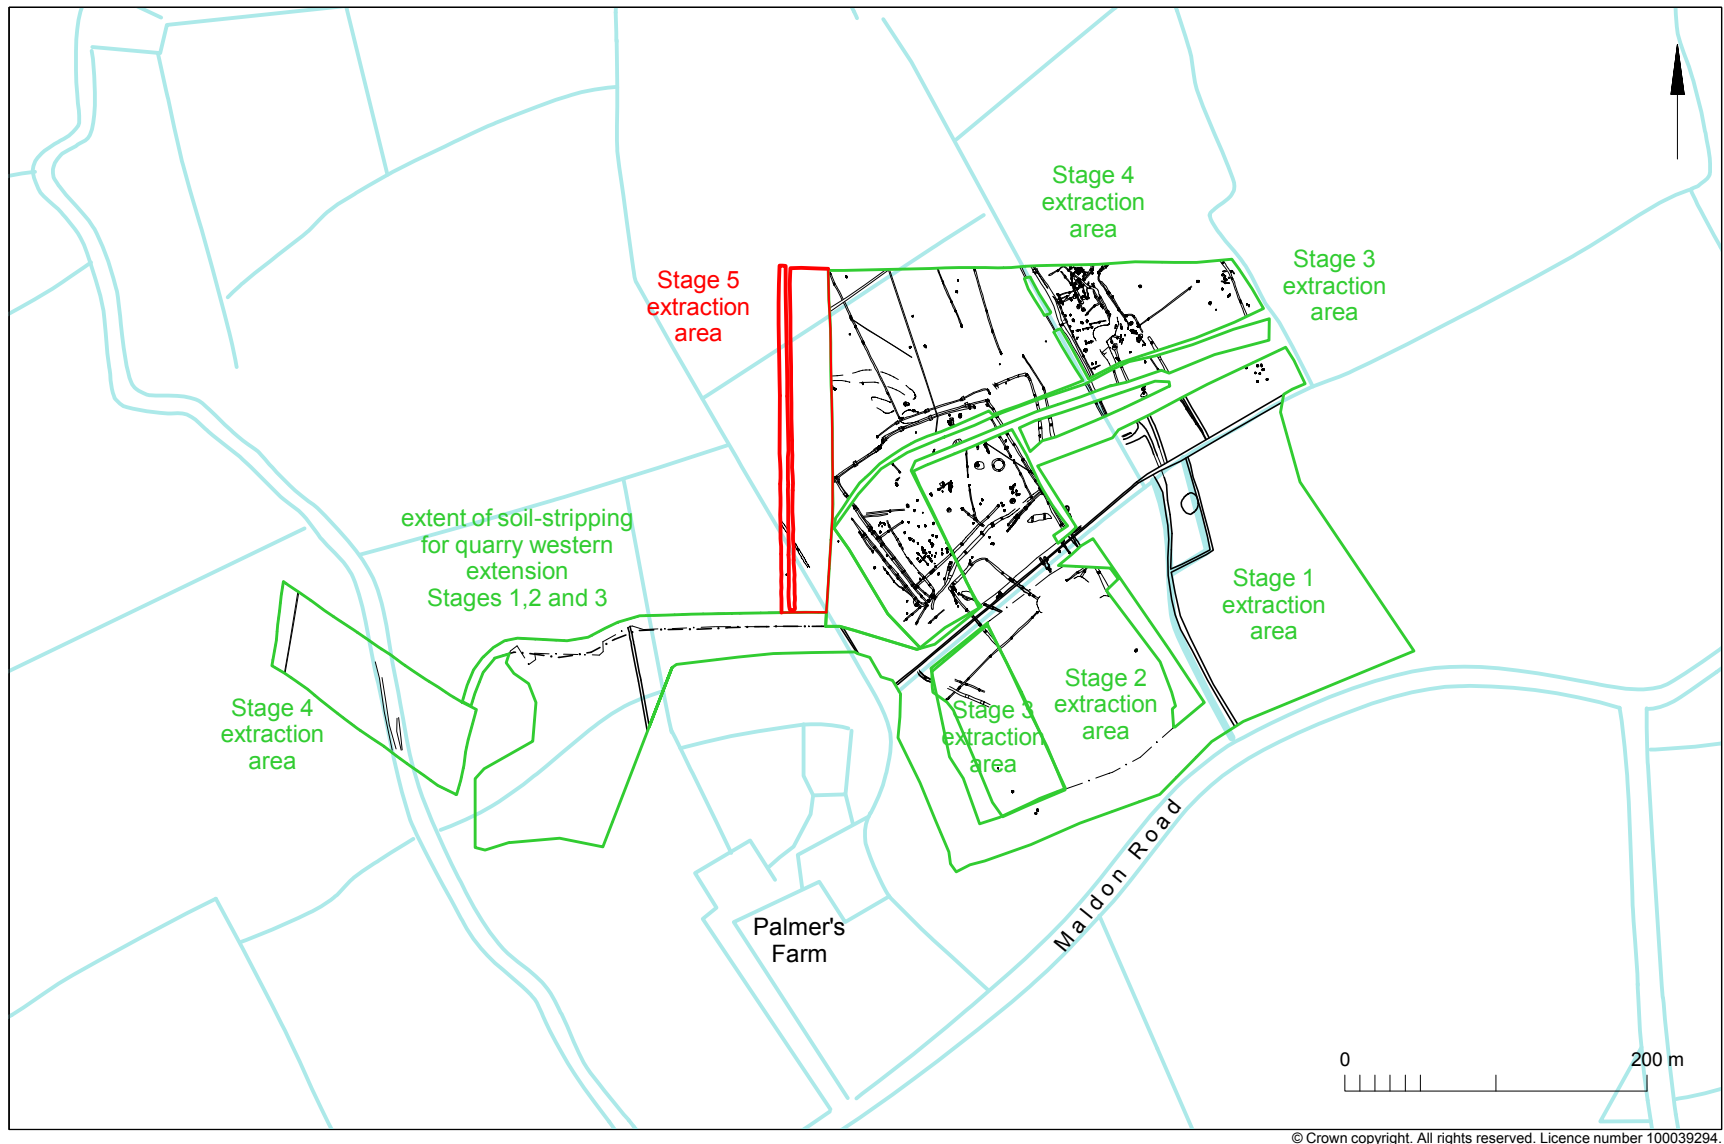 Stage 4
extraction
area
Stage 3
extraction
area
Stage 5
extraction
area
extent of soil-stripping
for quarry western
extension
Stages 1,2 and 3
Stage 1
extraction
area
Stage 2
extraction
area
Stage 3
extraction
area
Stage 4
extraction
area
Maldon Road
Palmer's
Farm
0 200 m
© Crown copyright. All rights reserved. Licence number 100039294.